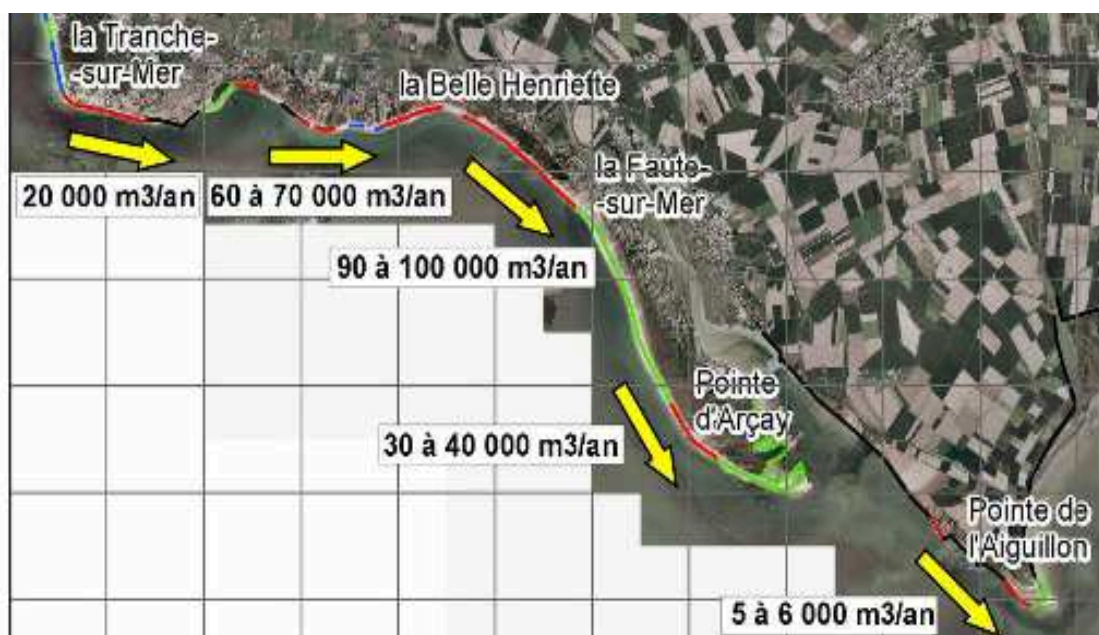 la Tranche-
-sur-Mer
la Belle Henriette
la Faute-
-sur-Mer
20 000 m3/an
60 à 70 000 m3/an
90 à 100 000 m3/an
Pointe
d'Arçay
30 à 40 000 m3/an
Pointe de
l'Aiguillon
5 à 6 000 m3/an